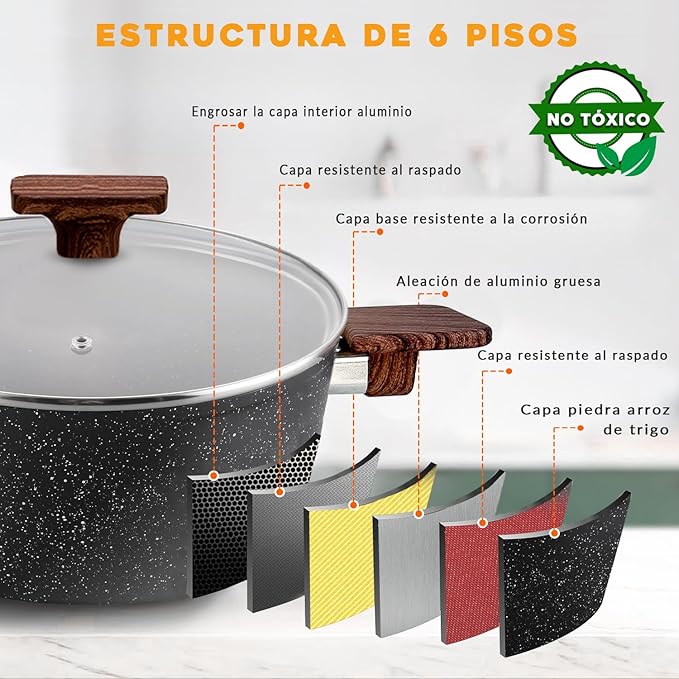 ESTRUCTURA DE 6 PISOS
NO TÓXICO
Engrosar la capa interior aluminio
Capa resistente al raspado
Capa base resistente a la corrosión
Aleación de aluminio gruesa
Capa resistente al raspado
Capa piedra arroz
de trigo